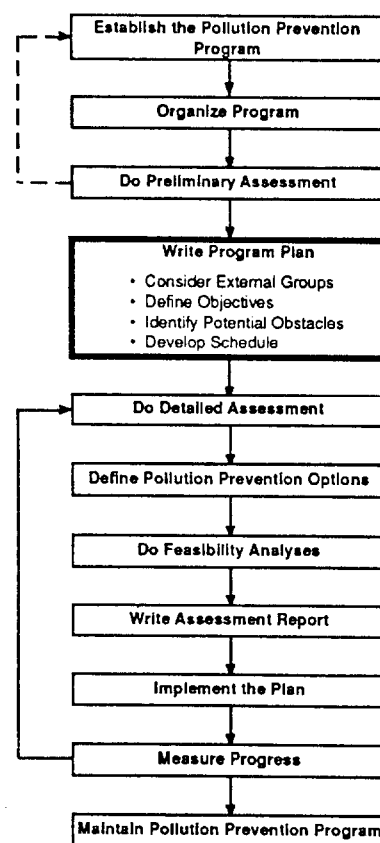 Establish the Pollution Prevention
Program
Organize Program
Do Preliminary Assessment
Write Program Plan
• Consider External Groups
• Define Objectives
• Identify Potential Obstacles
• Develop Schedule
Do Detailed Assessment
Define Pollution Prevention Options
Do Feasibility Analyses
Write Assessment Report
Implement the Plan
Measure Progress
Maintain Pollution Prevention Program